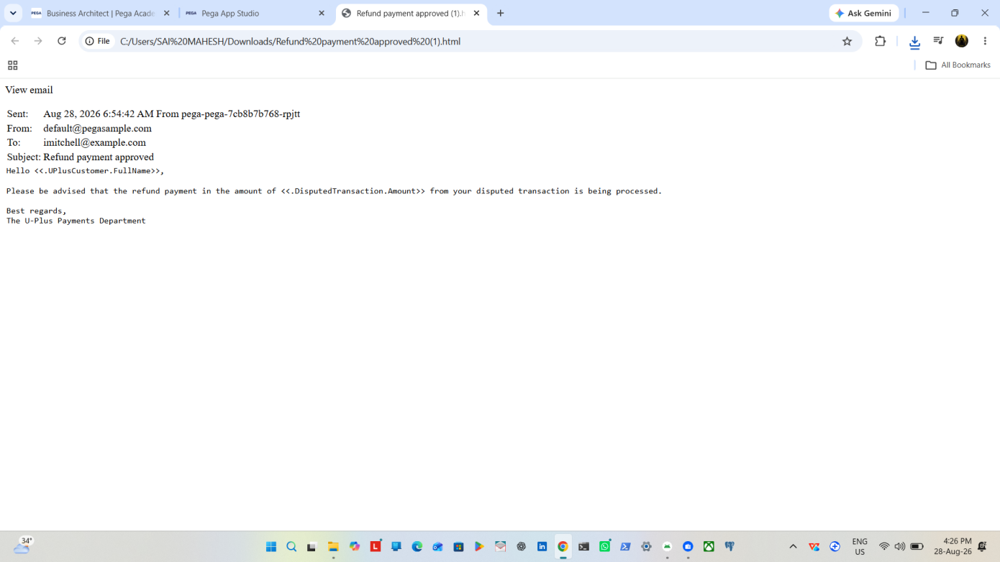 Business Architect | Pega Acade
Pega App Studio
Refund payment approved (1).h
Ask Gemini
File
C:/Users/SAI%20MAHESH/Downloads/Refund%20payment%20approved%20(1).html
All Bookmarks
View email
Sent: Aug 28, 2026 6:54:42 AM From pega-pega-7cb8b7b768-rpjtt
From: default@pegasample.com
To: imitchell@example.com
Subject: Refund payment approved
Hello <<.UPlusCustomer.FullName>>,
Please be advised that the refund payment in the amount of <<.DisputedTransaction.Amount>> from your disputed transaction is being processed.
Best regards,
The U-Plus Payments Department
34°
ENG
US
4:26 PM
28-Aug-26